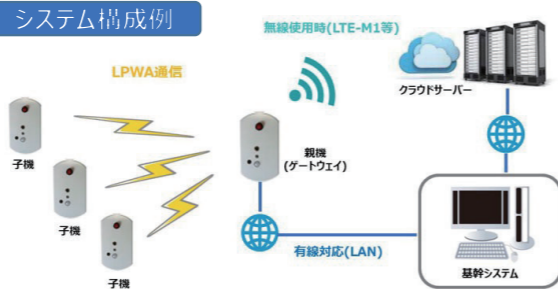 システム構成例
無線使用時(LTE-M1等)
LPWA通信
クラウドサーバー
子機
親機
(ゲートウェイ)
子機
有線対応(LAN)
基幹システム
子機